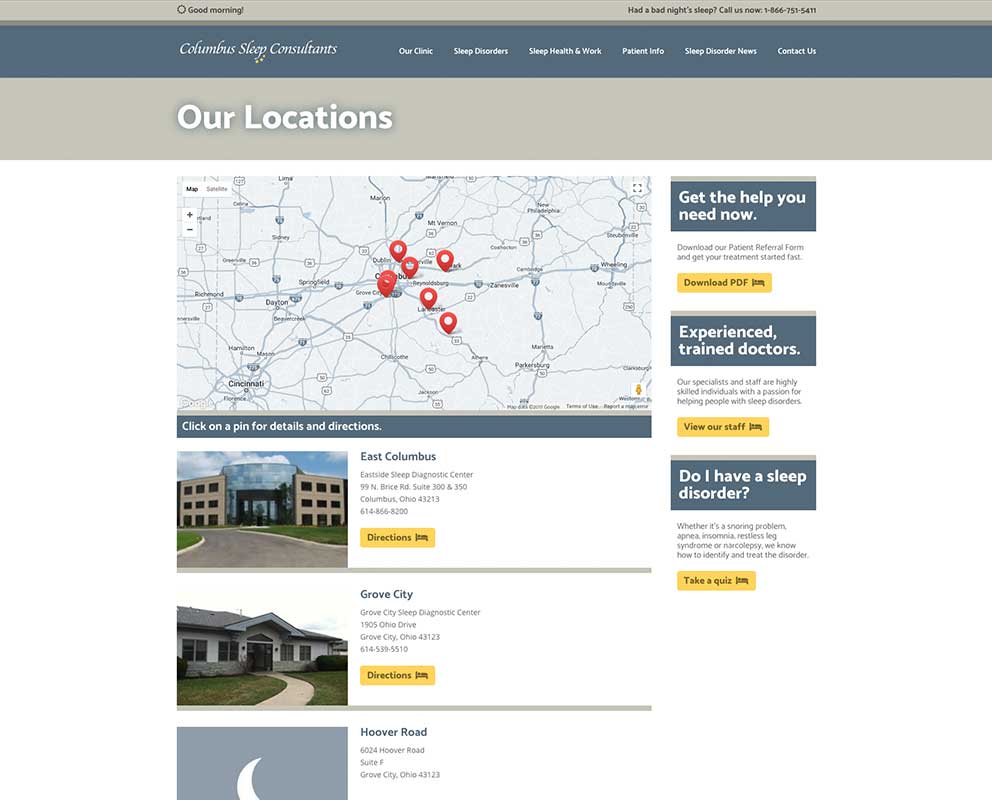 Good morning!
Had a bad night's sleep? Call us now: 1-866-751-5411
Columbus Sleep Consultants
Our Clinic
Sleep Disorders
Sleep Health & Work
Patient Info
Sleep Disorder News
Contact Us
Our Locations
Map
Satellite
Lima
Marion
Celina
Mt Vernon
New
Philadelphia
Steubenville
Sidney
Coshocton
Dublin
Greenville
Wheeling
Cambridge
Reynoldsburg
Moundsville
Springfield
Grove City
Zanesville
Richmond
Dayton
Lancaster
Beavercreek
Hamilton
Mason
Chillicothe
Athens
Marietta
Parkersburg
Clarksburg
Cincinnati
Florence
Jackson
Map data ©2019 Google
Terms of Use
Report a map error
Click on a pin for details and directions.
East Columbus
Eastside Sleep Diagnostic Center
99 N. Brice Rd. Suite 300 & 350
Columbus, Ohio 43213
614-866-8200
Directions
Grove City
Grove City Sleep Diagnostic Center
1905 Ohio Drive
Grove City, Ohio 43123
614-539-5510
Directions
Hoover Road
6024 Hoover Road
Suite F
Grove City, Ohio 43123
Get the help you
need now.
Download our Patient Referral Form
and get your treatment started fast.
Download PDF
Experienced,
trained doctors.
Our specialists and staff are highly
skilled individuals with a passion for
helping people with sleep disorders.
View our staff
Do I have a sleep
disorder?
Whether it's a snoring problem,
apnea, insomnia, restless leg
syndrome or narcolepsy, we know
how to identify and treat the disorder.
Take a quiz